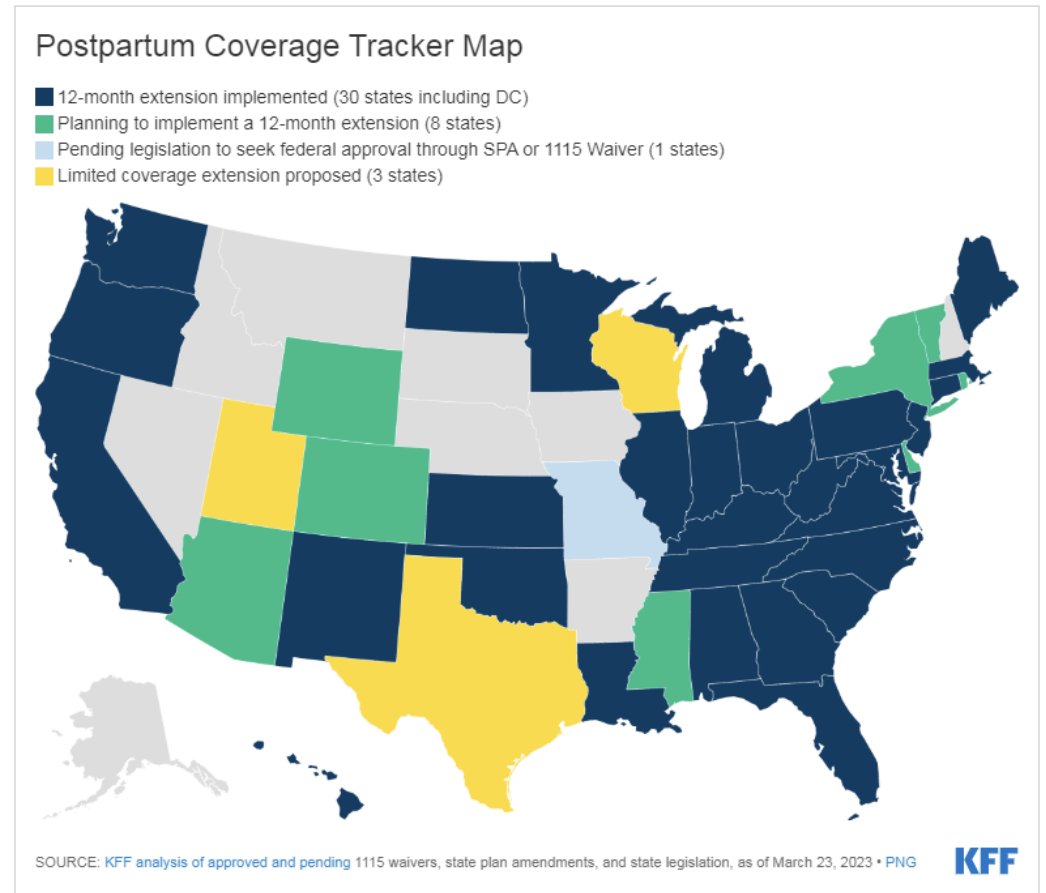 Postpartum Coverage Tracker Map
12-month extension implemented (30 states including DC)
Planning to implement a 12-month extension (8 states)
Pending legislation to seek federal approval through SPA or 1115 Waiver (1 states)
Limited coverage extension proposed (3 states)
SOURCE: KFF analysis of approved and pending 1115 waivers, state plan amendments, and state legislation, as of March 23, 2023 • PNG
KFF